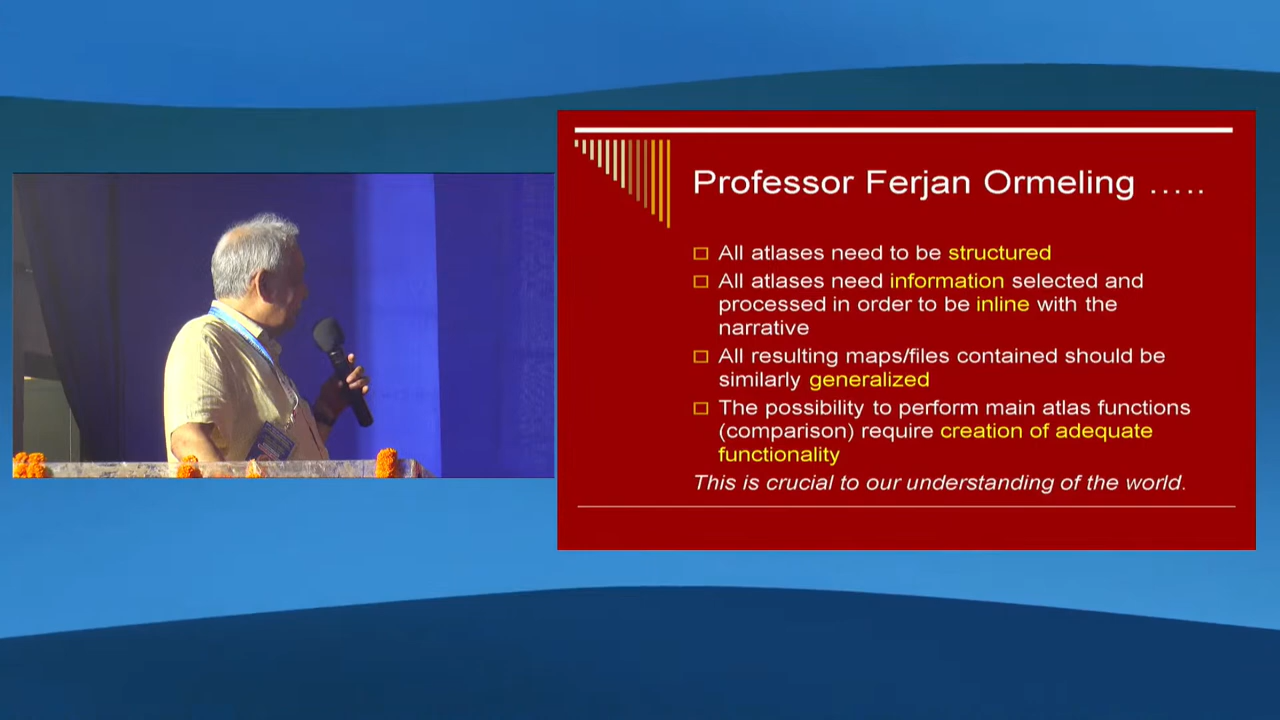 Professor Ferjan Ormeling .....
All atlases need to be structured
All atlases need information selected and
processed in order to be inline with the
narrative
All resulting maps/files contained should be
similarly generalized
The possibility to perform main atlas functions
(comparison) require creation of adequate
functionality
This is crucial to our understanding of the world.